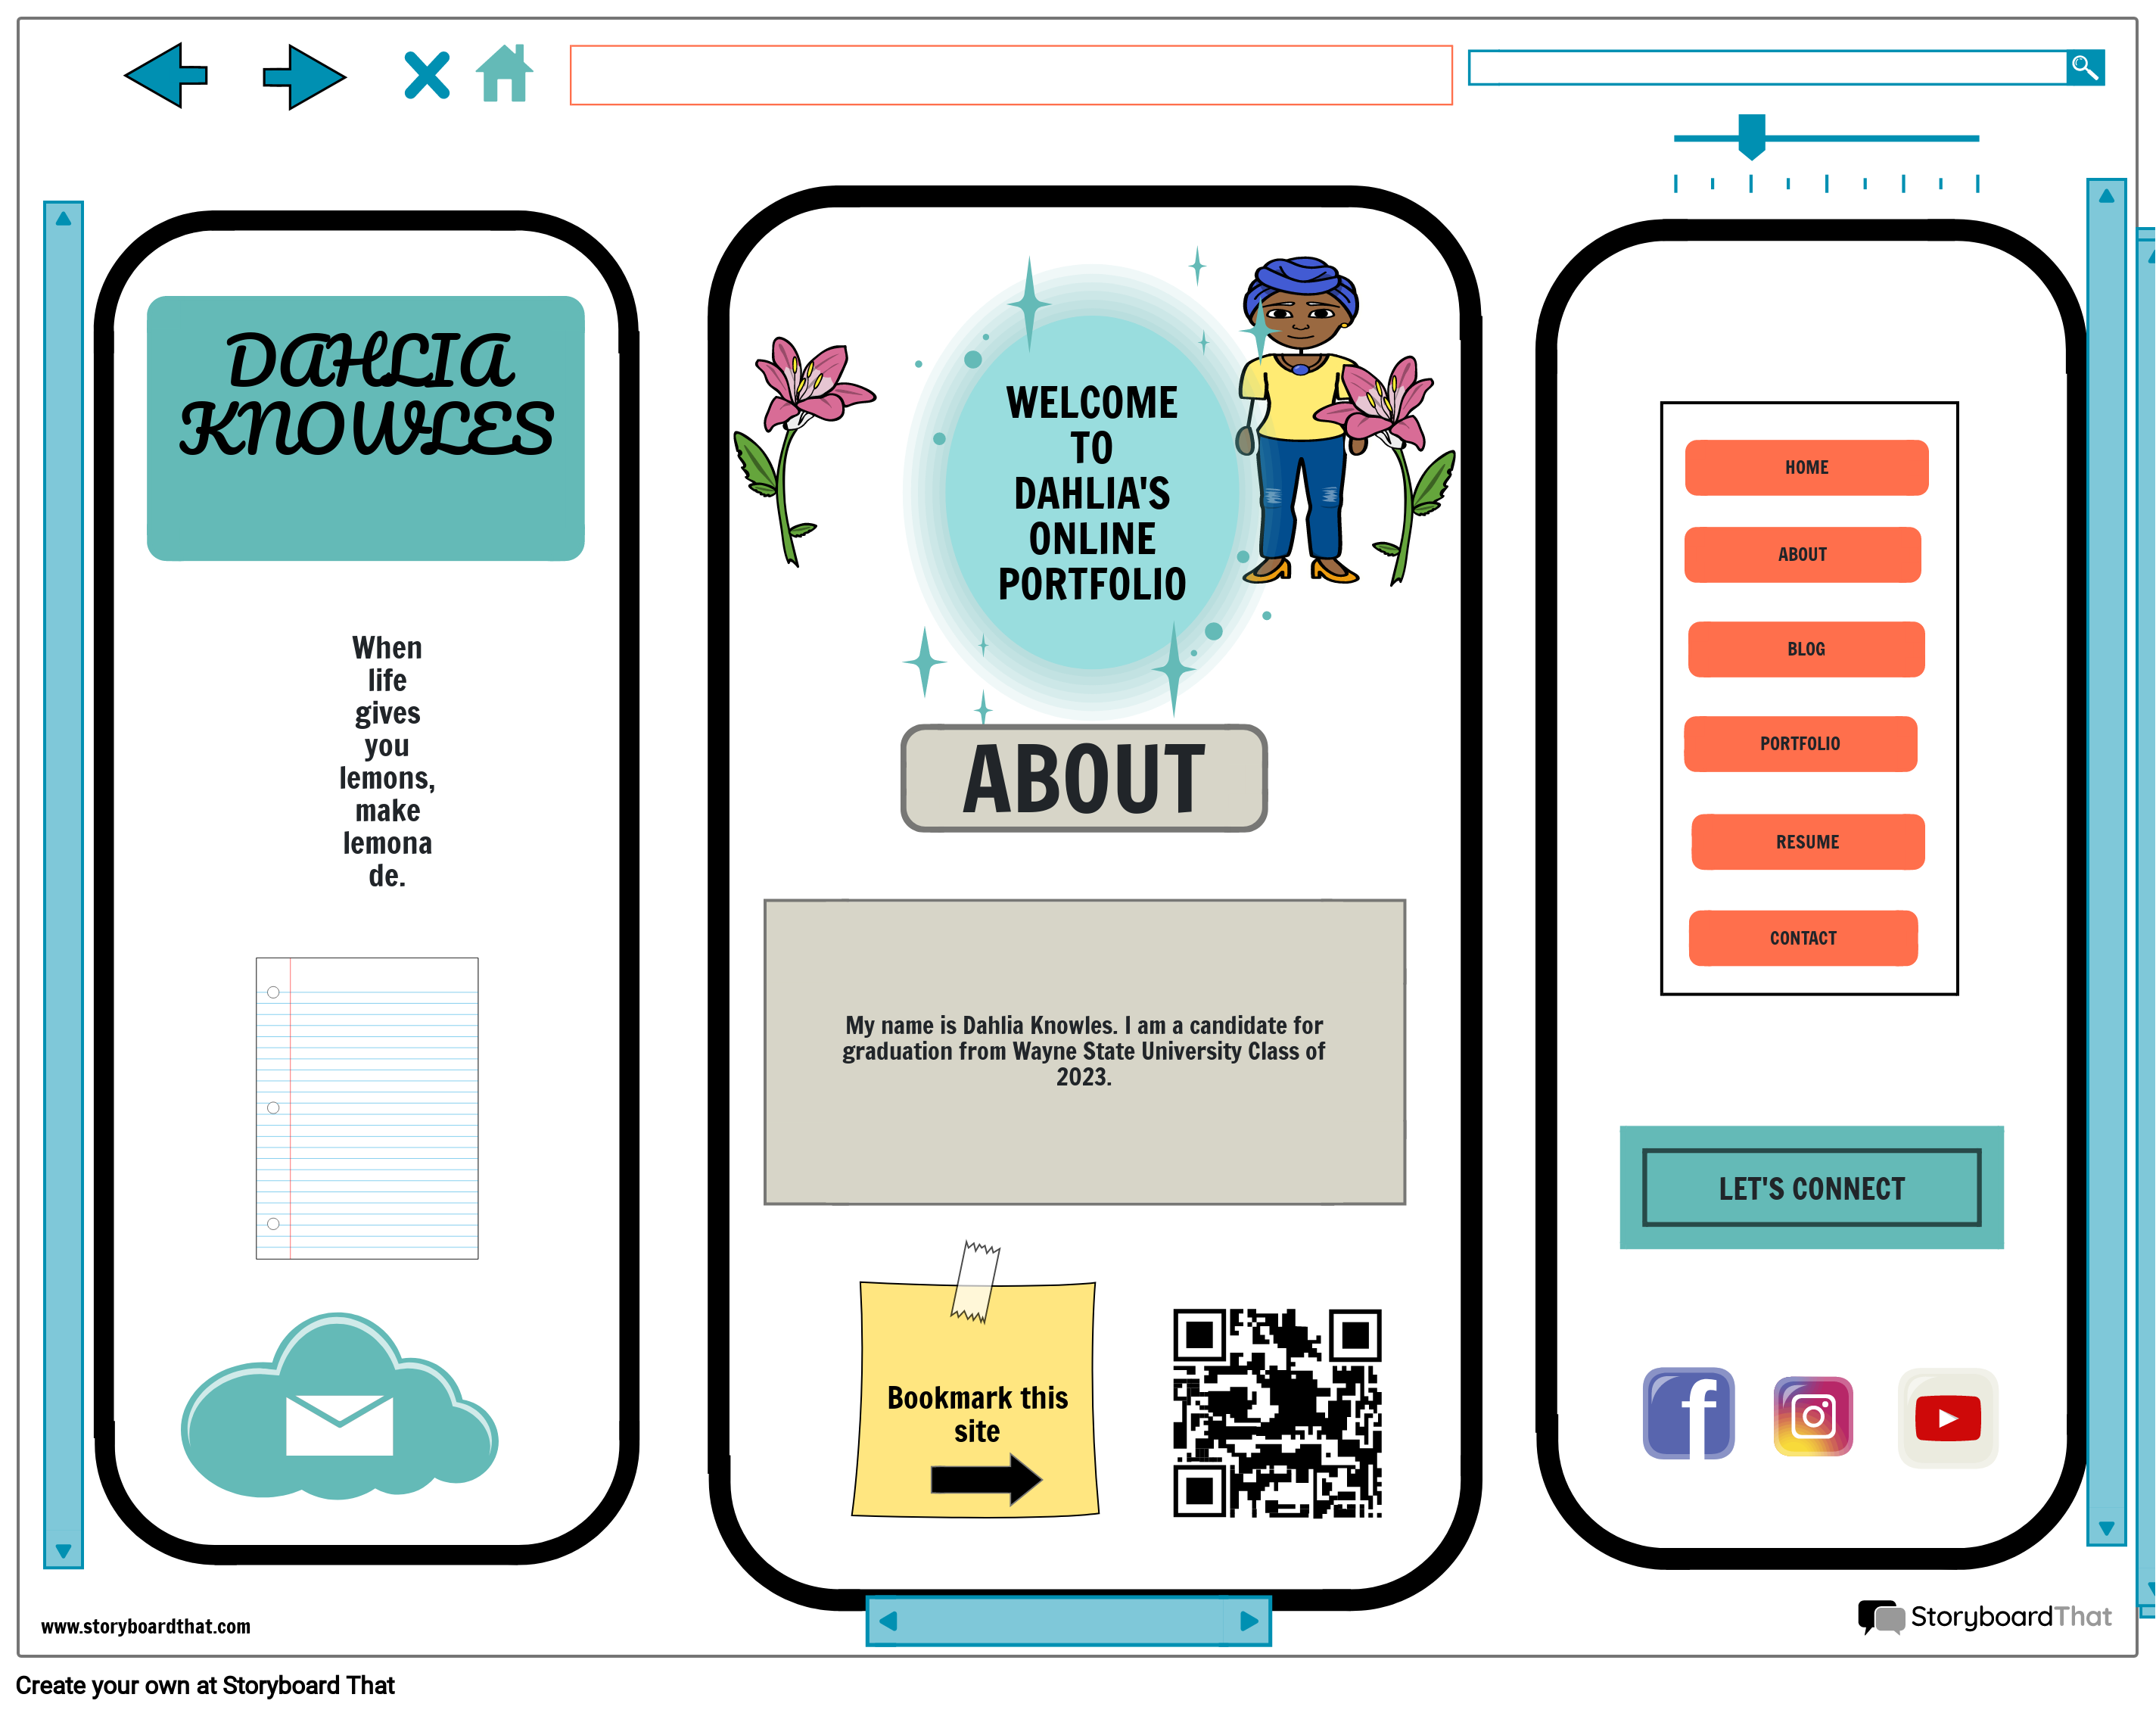 DAHLIA
KNOWLES
When
life
gives
you
lemons,
make
lemona
de.
WELCOME
TO
DAHLIA'S
ONLINE
PORTFOLIO
ABOUT
My name is Dahlia Knowles. I am a candidate for
graduation from Wayne State University Class of
2023.
Bookmark this
site
HOME
ABOUT
BLOG
PORTFOLIO
RESUME
CONTACT
LET'S CONNECT
f
www.storyboardthat.com
StoryboardThat
Create your own at Storyboard That